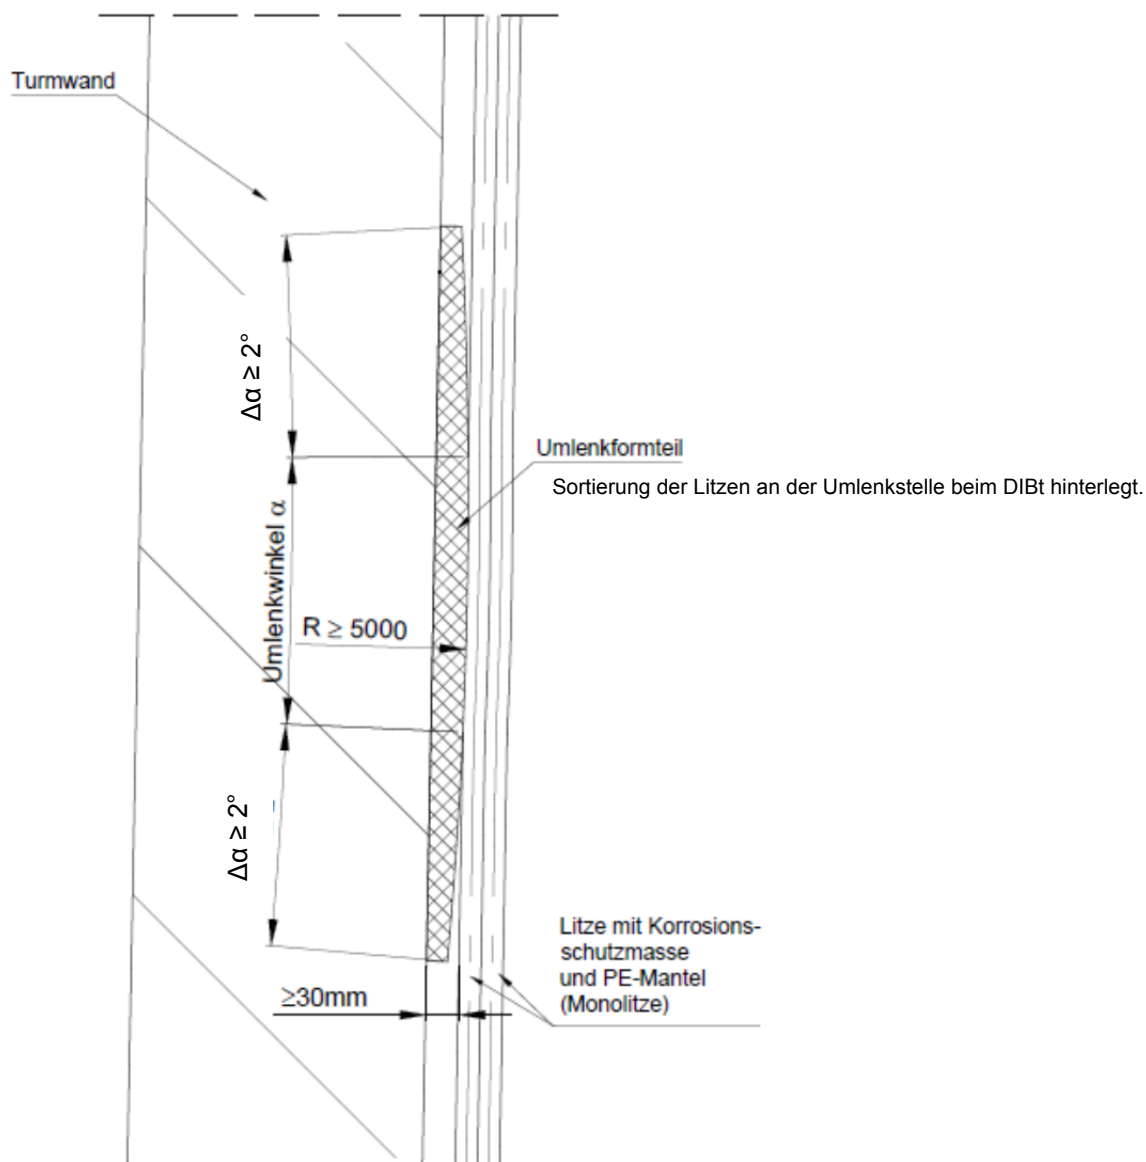 Turmwand
Δα ≥ 2°
Umlenkformteil
Sortierung der Litzen an der Umlenkstelle beim DIBt hinterlegt.
Umlenkwinkel α
R ≥ 5000
Δα ≥ 2°
Litze mit Korrosions-
schutzmasse
und PE-Mantel
(Monolitze)
≥30mm